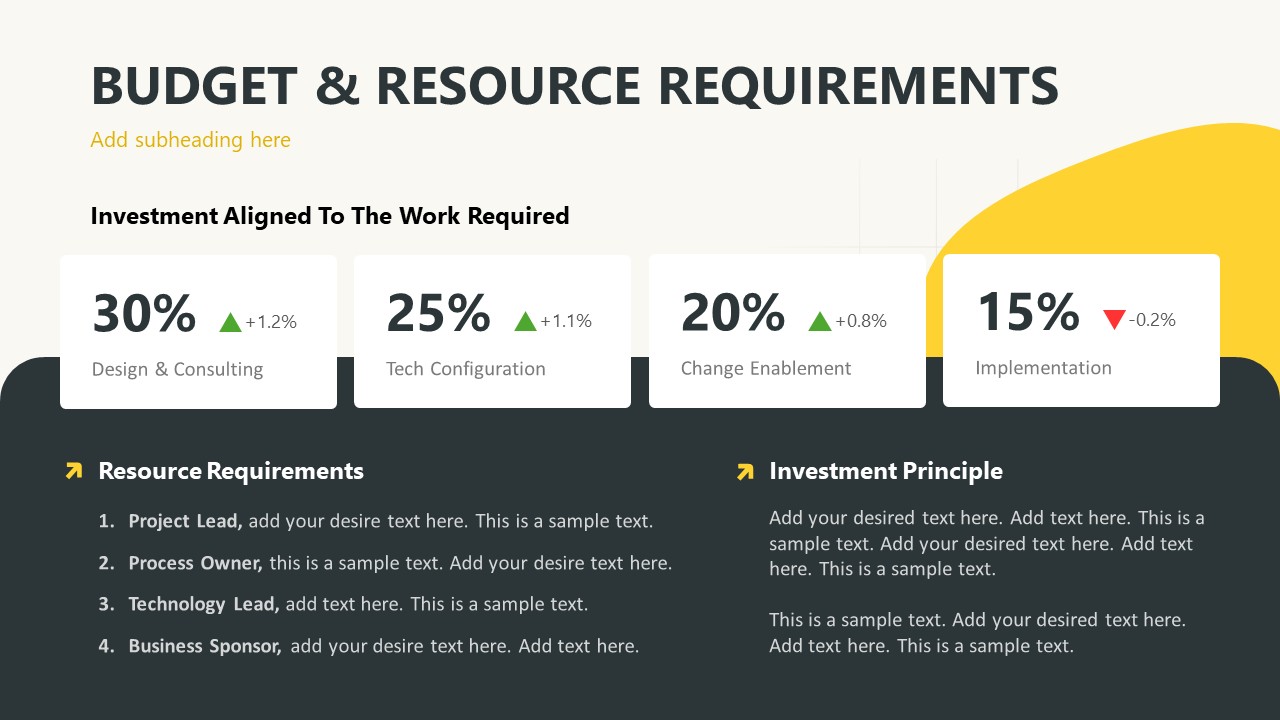 BUDGET & RESOURCE REQUIREMENTS
Add subheading here
Investment Aligned To The Work Required
30% +1.2%
Design & Consulting
25% +1.1%
Tech Configuration
20% +0.8%
Change Enablement
15% -0.2%
Implementation
Resource Requirements
1. Project Lead, add your desire text here. This is a sample text.
2. Process Owner, this is a sample text. Add your desire text here.
3. Technology Lead, add text here. This is a sample text.
4. Business Sponsor, add your desire text here. Add text here.
Investment Principle
Add your desired text here. Add text here. This is a
sample text. Add your desired text here. Add text
here. This is a sample text.
This is a sample text. Add your desired text here.
Add text here. This is a sample text.